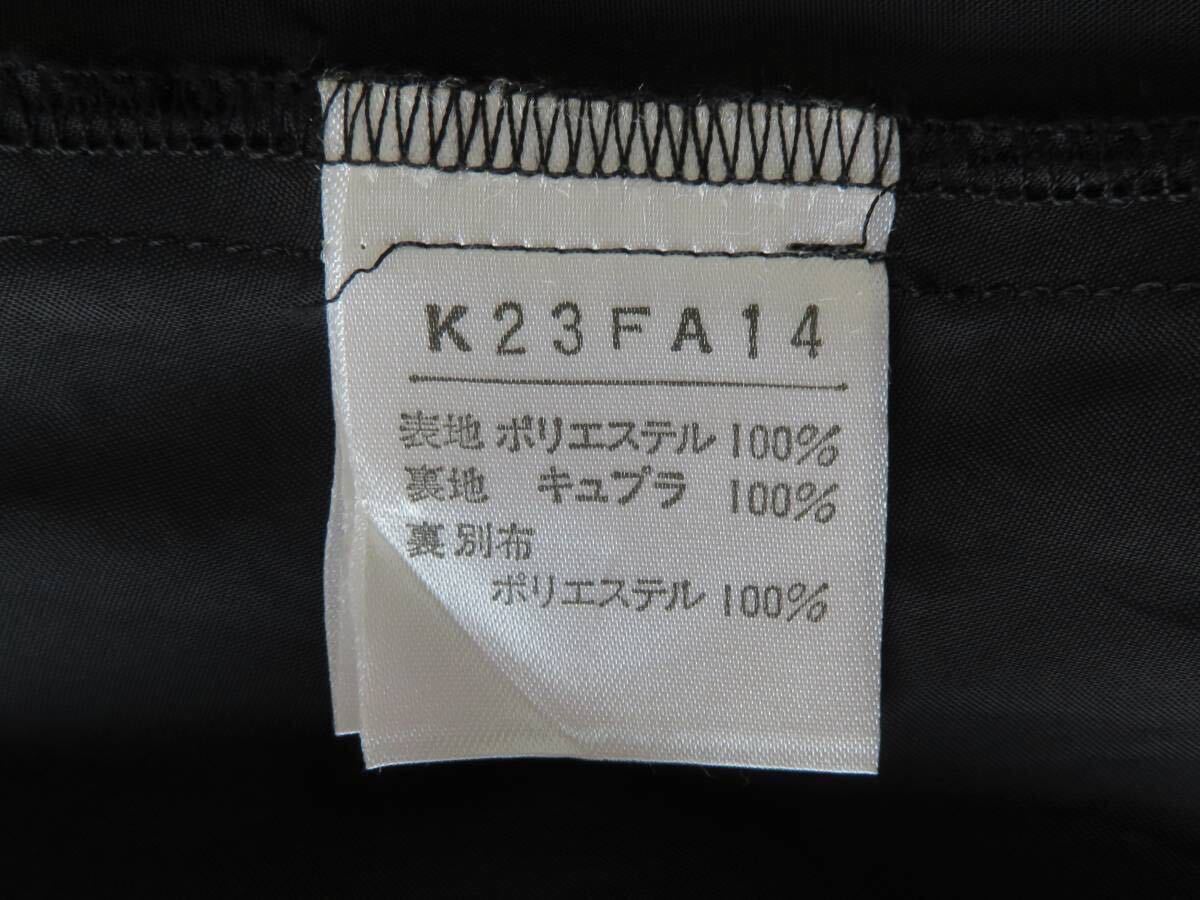 K23FA14
表地 ポリエステル 100%
裏地 キュプラ 100%
裏別布
ポリエステル 100%